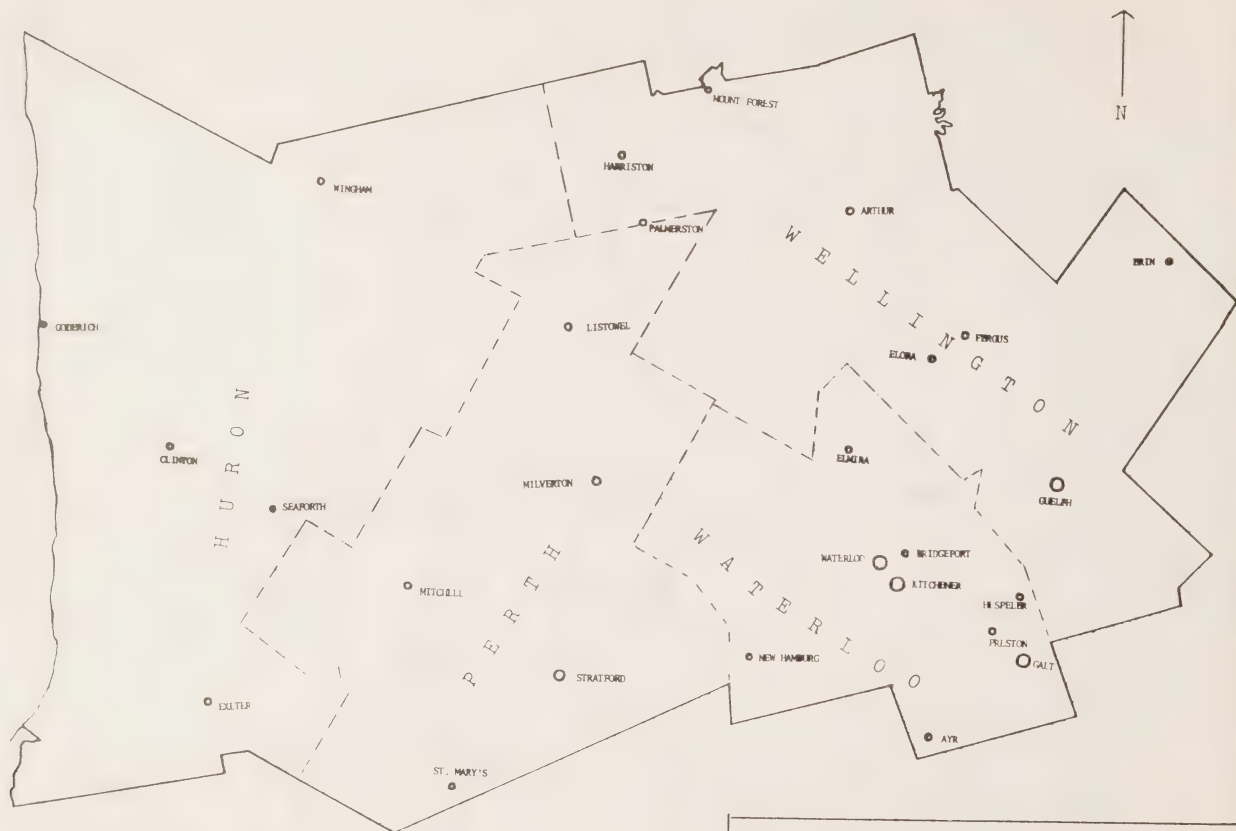 N
MOUNT FOREST
HARRISTON
WINGHAM
ARTHUR
PALMERSTON
WELLINGTON
ERIN
GODERICH
LISTOWEL
FERGUS
ELORA
HURON
CLINTON
ELMIRA
MILVERTON
GUELPH
SEAFORTH
WATERLOO
WATERLOO
BRIDGEPORT
KITCHENER
PERTH
MITCHELL
HESPELER
PRESTON
NEW HAMBURG
GALT
STRATFORD
EXETER
AYR
ST. MARY'S